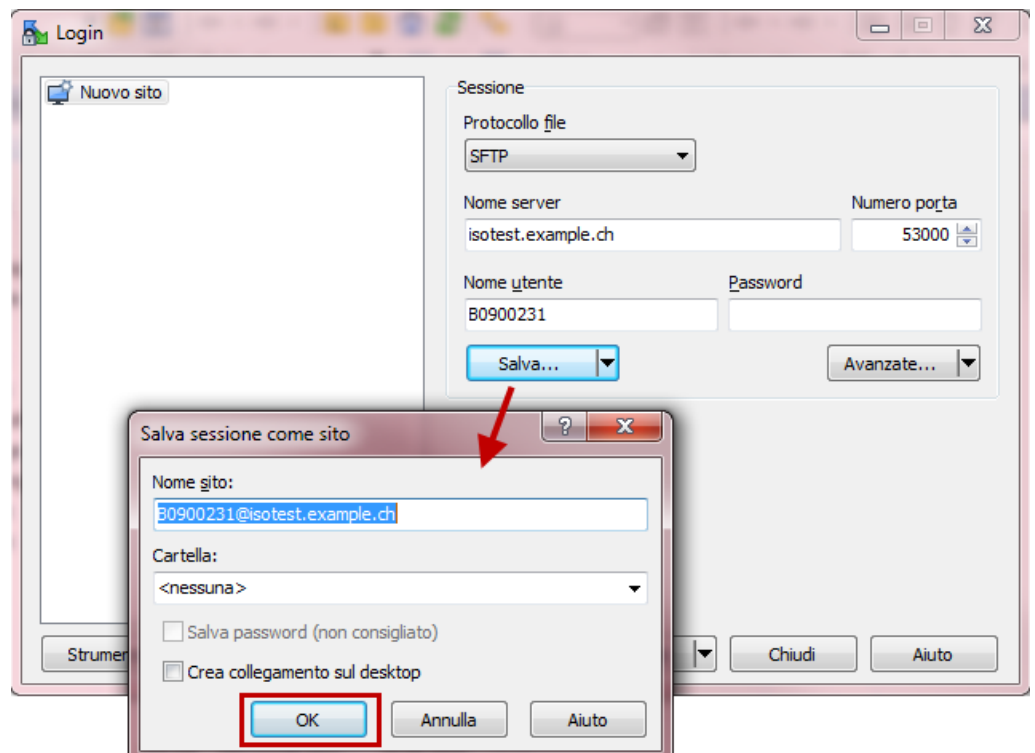 Login
Nuovo sito
Sessione
Protocollo file
SFTP
Nome server
Numero porta
isotest.example.ch
53000
Nome utente
Password
B0900231
Salva...
Avanzate...
Salva sessione come sito
Nome sito:
B0900231@isotest.example.ch
Cartella:
<nessuna>
Salva password (non consigliato)
Crea collegamento sul desktop
OK
Annulla
Aiuto
Chiudi
Aiuto